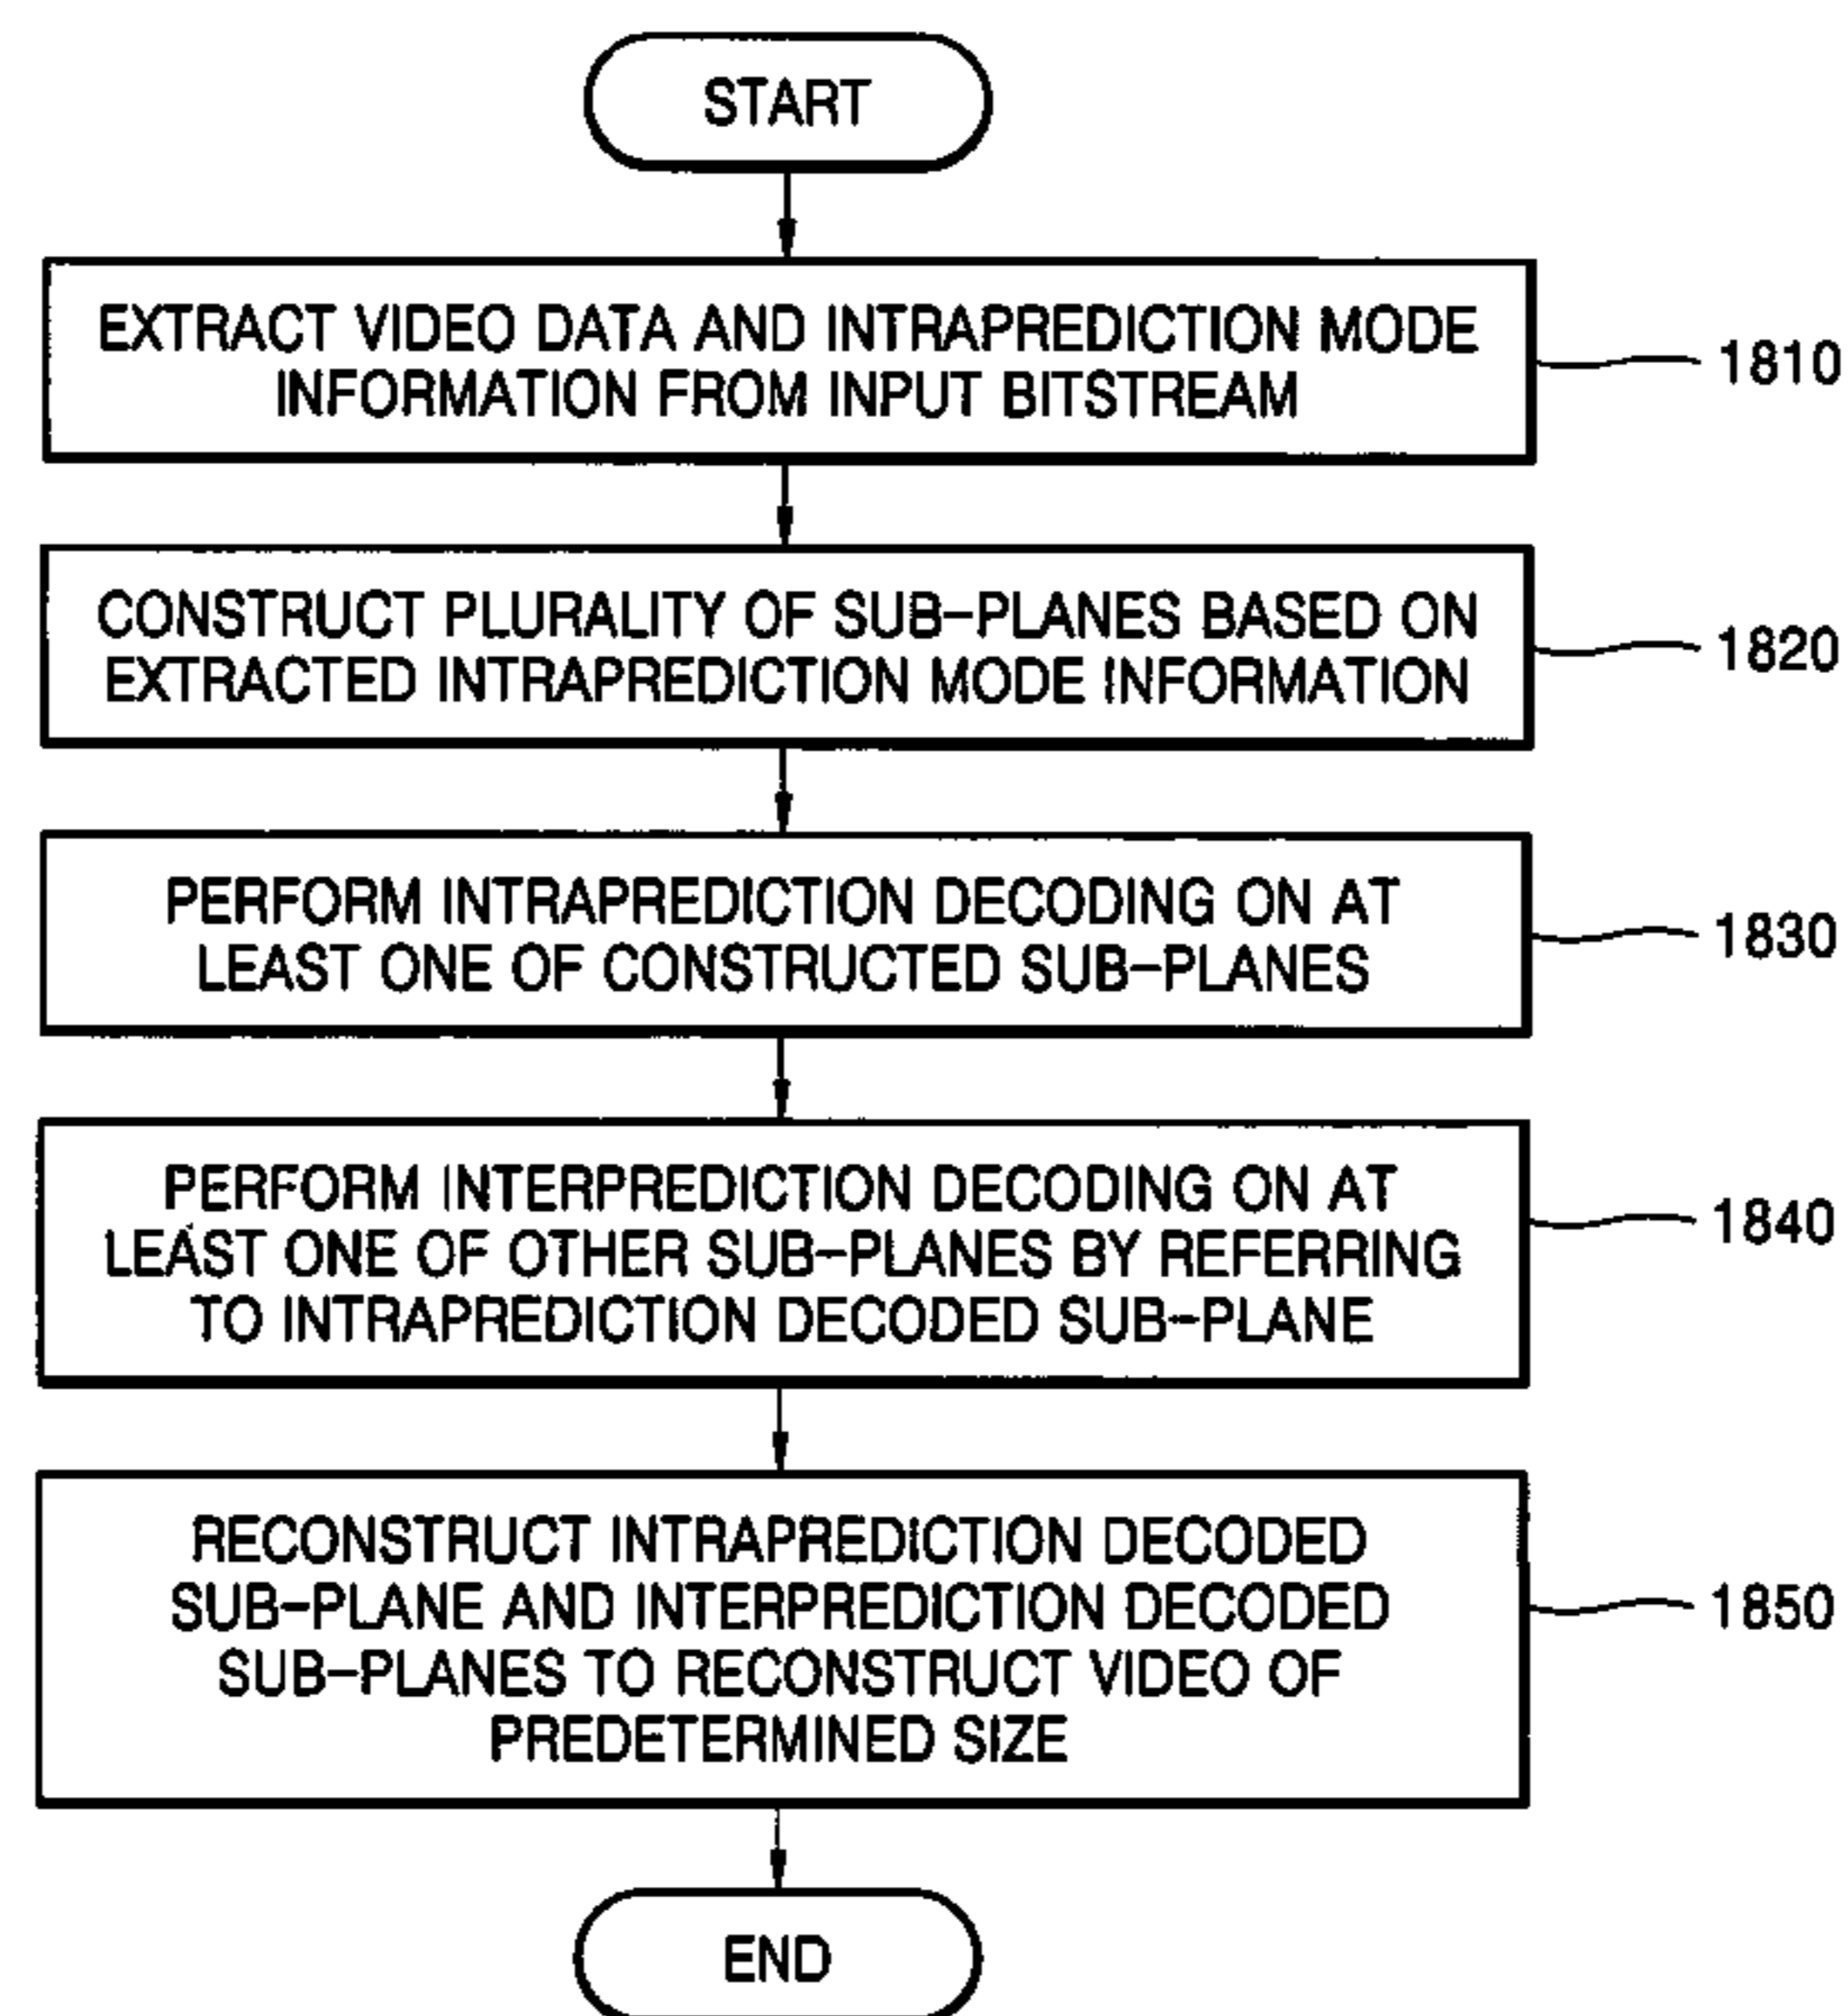 START
EXTRACT VIDEO DATA AND INTRAPREDICTION MODE
INFORMATION FROM INPUT BITSTREAM
1810
CONSTRUCT PLURALITY OF SUB-PLANES BASED ON
EXTRACTED INTRAPREDICTION MODE INFORMATION
1820
PERFORM INTRAPREDICTION DECODING ON AT
LEAST ONE OF CONSTRUCTED SUB-PLANES
1830
PERFORM INTERPREDICTION DECODING ON AT
LEAST ONE OF OTHER SUB-PLANES BY REFERRING
TO INTRAPREDICTION DECODED SUB-PLANE
1840
RECONSTRUCT INTRAPREDICTION DECODED
SUB-PLANE AND INTERPREDICTION DECODED
SUB-PLANES TO RECONSTRUCT VIDEO OF
PREDETERMINED SIZE
1850
END